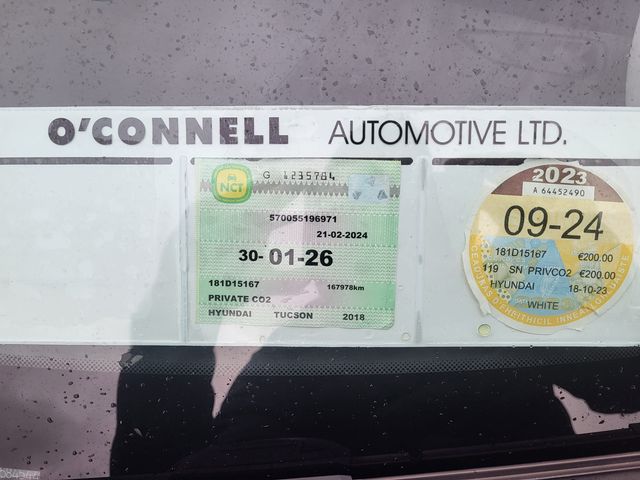 O'CONNELL AUTOMOTIVE LTD.
NCT
G 1235784
570055196971
21-02-2024
30-01-26
181D15167 167978km
PRIVATE CO2
HYUNDAI TUCSON 2018
2023
A 64452490
09-24
181D15167 €200.00
119 SN PRIVCO2 €200.00
HYUNDAI 18-10-23
WHITE